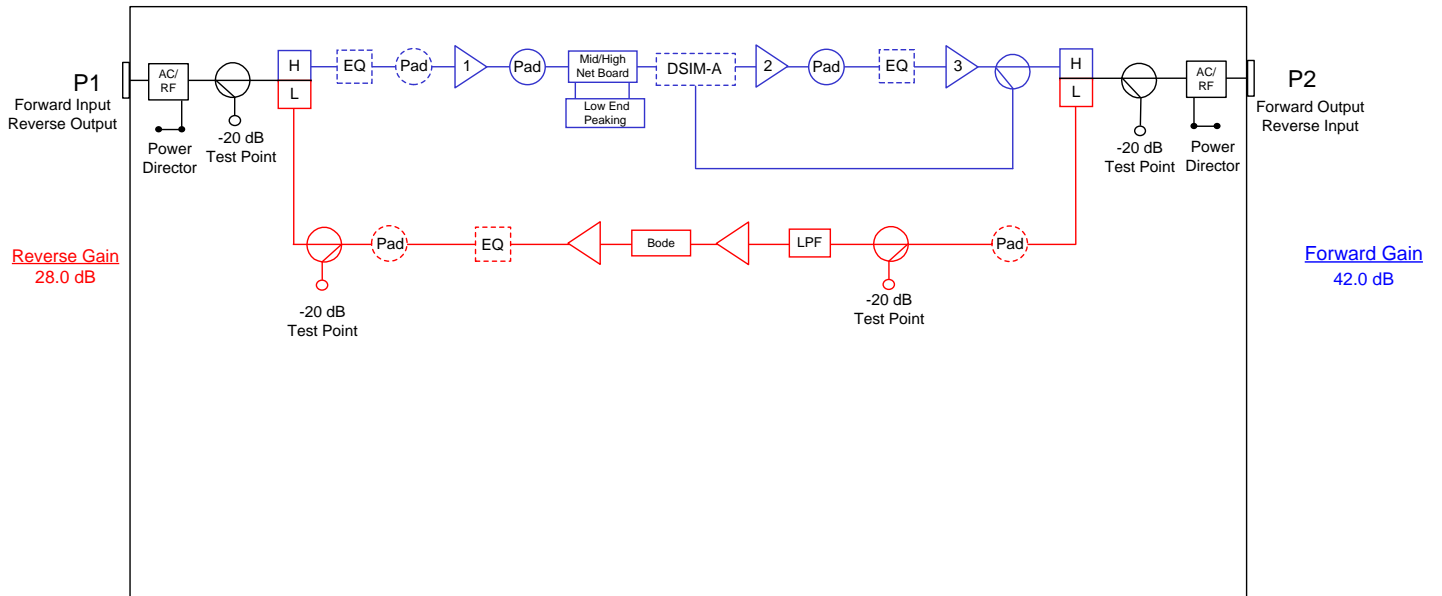 P1
Forward Input
Reverse Output
AC/
RF
Power
Director
-20 dB
Test Point
H
L
EQ
Pad
1
Pad
Mid/High
Net Board
Low End
Peaking
DSIM-A
2
Pad
EQ
3
H
L
-20 dB
Test Point
AC/
RF
Power
Director
P2
Forward Output
Reverse Input
Reverse Gain
28.0 dB
-20 dB
Test Point
Pad
EQ
Bode
LPF
-20 dB
Test Point
Pad
Forward Gain
42.0 dB